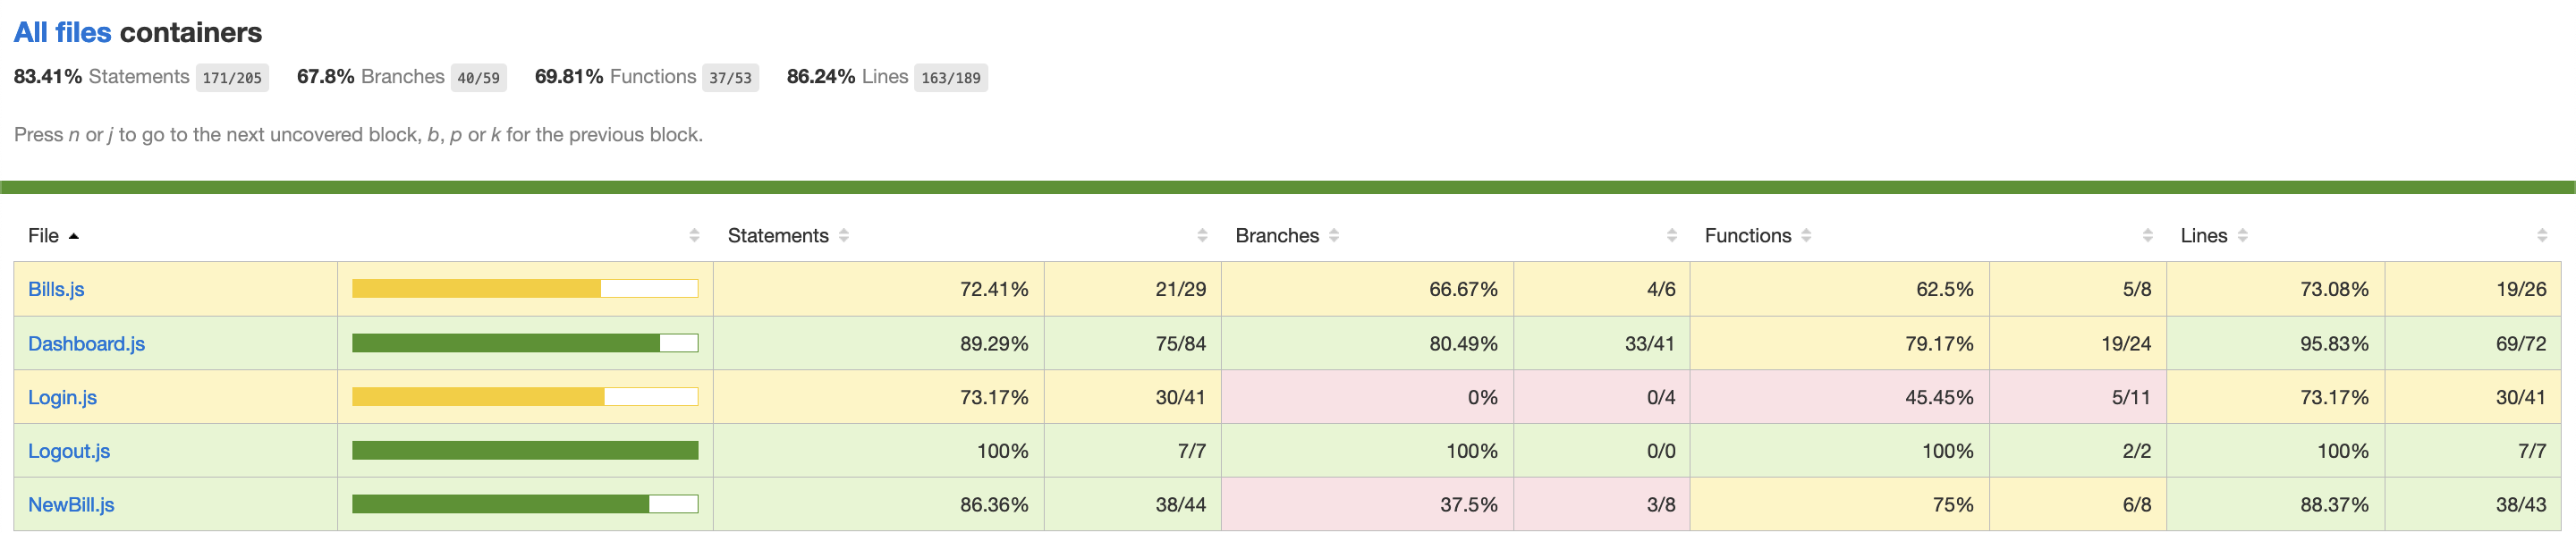 All files containers
83.41% Statements 171/205 67.8% Branches 40/59 69.81% Functions 37/53 86.24% Lines 163/189
Press n or j to go to the next uncovered block, b, p or k for the previous block.
File Statements Branches Functions Lines
Bills.js 72.41% 21/29 66.67% 4/6 62.5% 5/8 73.08% 19/26
Dashboard.js 89.29% 75/84 80.49% 33/41 79.17% 19/24 95.83% 69/72
Login.js 73.17% 30/41 0% 0/4 45.45% 5/11 73.17% 30/41
Logout.js 100% 7/7 100% 0/0 100% 2/2 100% 7/7
NewBill.js 86.36% 38/44 37.5% 3/8 75% 6/8 88.37% 38/43